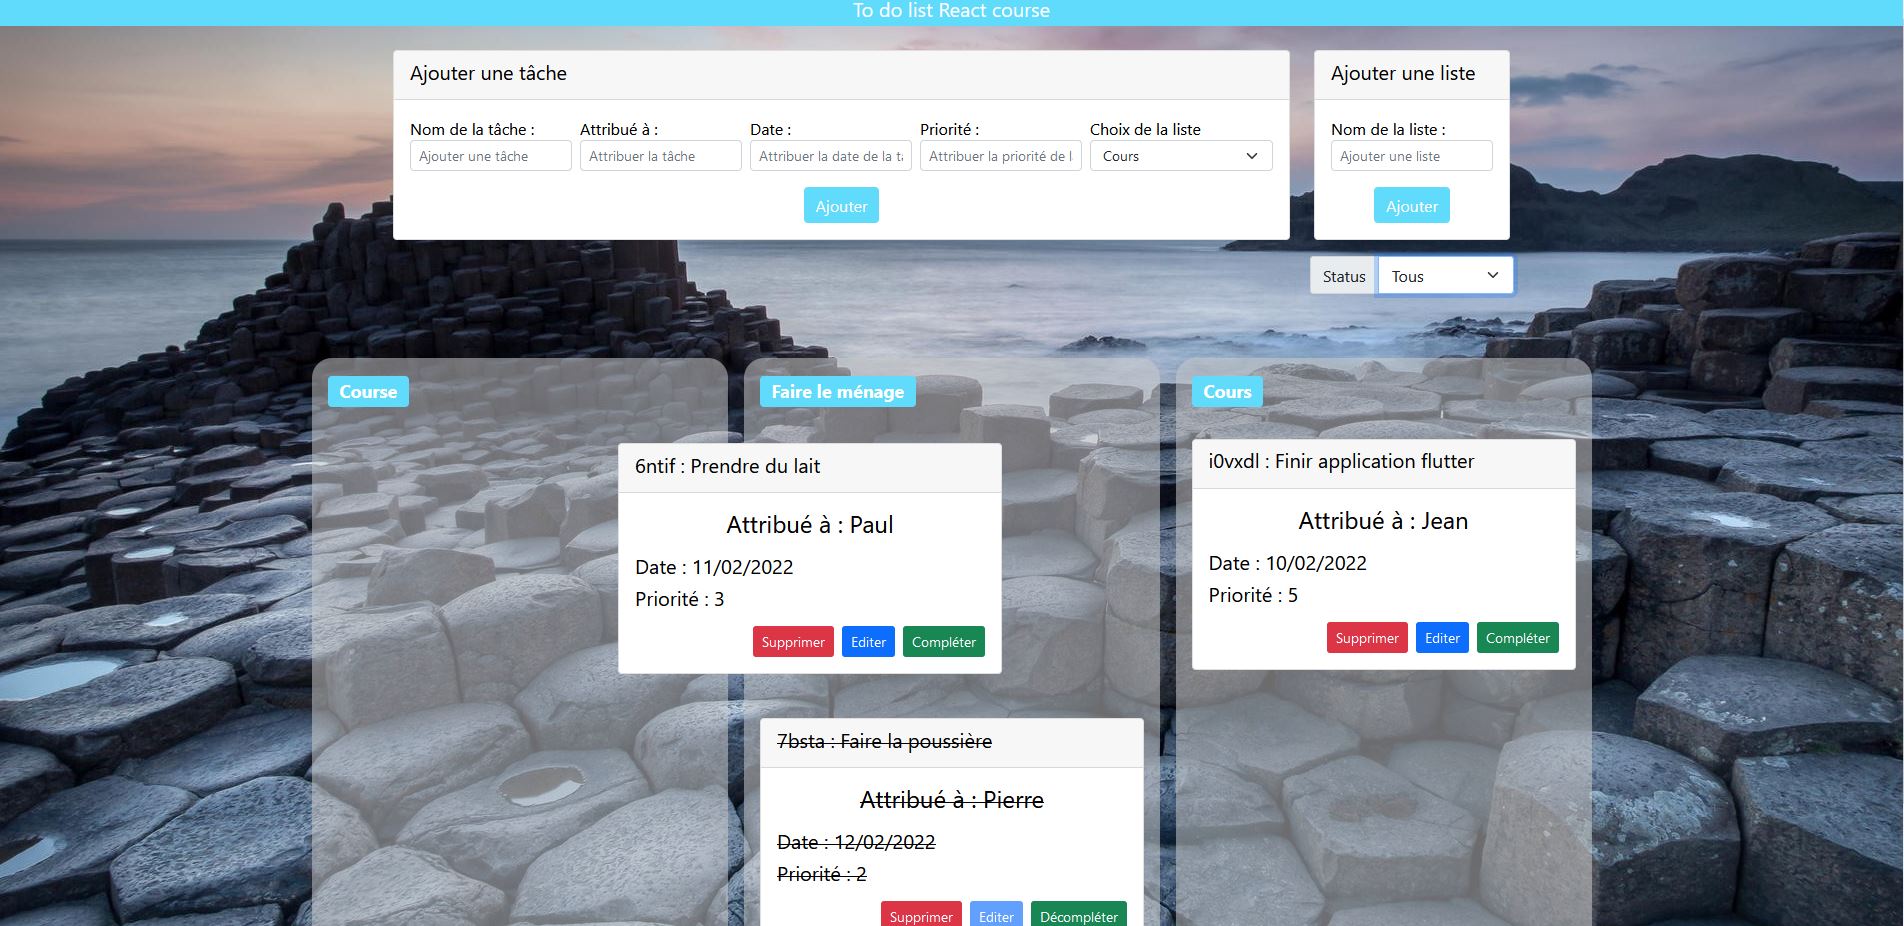 To do list React course
Ajouter une tâche
Nom de la tâche :
Attribué à :
Date :
Priorité :
Choix de la liste
Ajouter une tâche
Attribuer la tâche
Attribuer la date de la ta
Attribuer la priorité de l
Cours
Ajouter
Ajouter une liste
Nom de la liste :
Ajouter une liste
Ajouter
Status
Tous
Course
Faire le ménage
Cours
6ntif : Prendre du lait
Attribué à : Paul
Date : 11/02/2022
Priorité : 3
Supprimer
Editer
Compléter
i0vxdl : Finir application flutter
Attribué à : Jean
Date : 10/02/2022
Priorité : 5
Supprimer
Editer
Compléter
7bsta : Faire la poussière
Attribué à : Pierre
Date : 12/02/2022
Priorité : 2
Supprimer
Editer
Décompléter